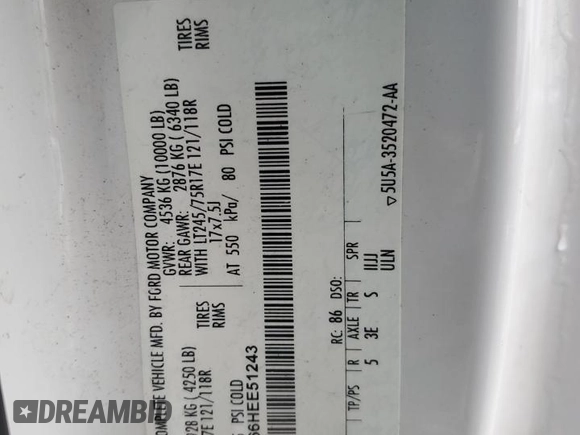 COMPLETE VEHICLE MFD. BY FORD MOTOR COMPANY
GVWR: 4536 KG (10000 LB)
REAR GAWR: 2876 KG ( 6340 LB)
WITH LT245/75R17E 121/118R TIRES
17x7.5J RIMS
AT 550 kPa/ 80 PSI COLD
28 KG ( 4250 LB)
7E 121/118R TIRES
RIMS
PSI COLD
6HEE51243
RC: 86 DSO:
TP/PS R AXLE TR SPR
5 3E S IIJJ
ULN
▽5U5A-3520472-AA
© DREAMBID.COM